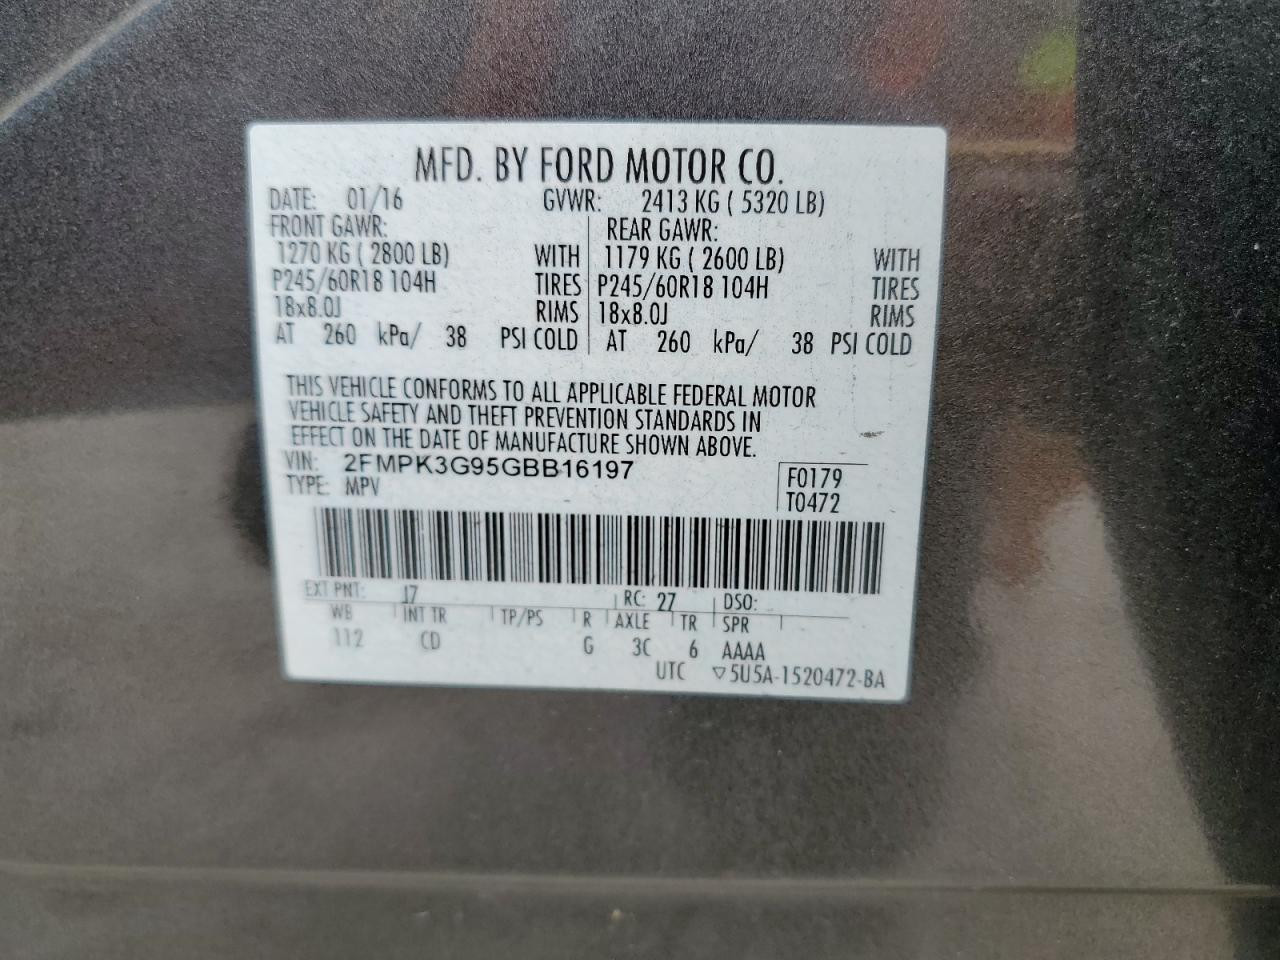 MFD. BY FORD MOTOR CO.
DATE: 01/16 GVWR: 2413 KG ( 5320 LB)
FRONT GAWR: REAR GAWR:
1270 KG ( 2800 LB) WITH 1179 KG ( 2600 LB) WITH
P245/60R18 104H TIRES P245/60R18 104H TIRES
18x8.0J RIMS 18x8.0J RIMS
AT 260 kPa/ 38 PSI COLD AT 260 kPa/ 38 PSI COLD
THIS VEHICLE CONFORMS TO ALL APPLICABLE FEDERAL MOTOR
VEHICLE SAFETY AND THEFT PREVENTION STANDARDS IN
EFFECT ON THE DATE OF MANUFACTURE SHOWN ABOVE.
VIN: 2FMPK3G95GBB16197 F0179
TYPE: MPV T0472
EXT PNT: J7 RC: 27 DSO:
WB INT TR TP/PS R AXLE TR SPR
112 CD G 3C 6 AAAA
UTC ▽5U5A-1520472-BA